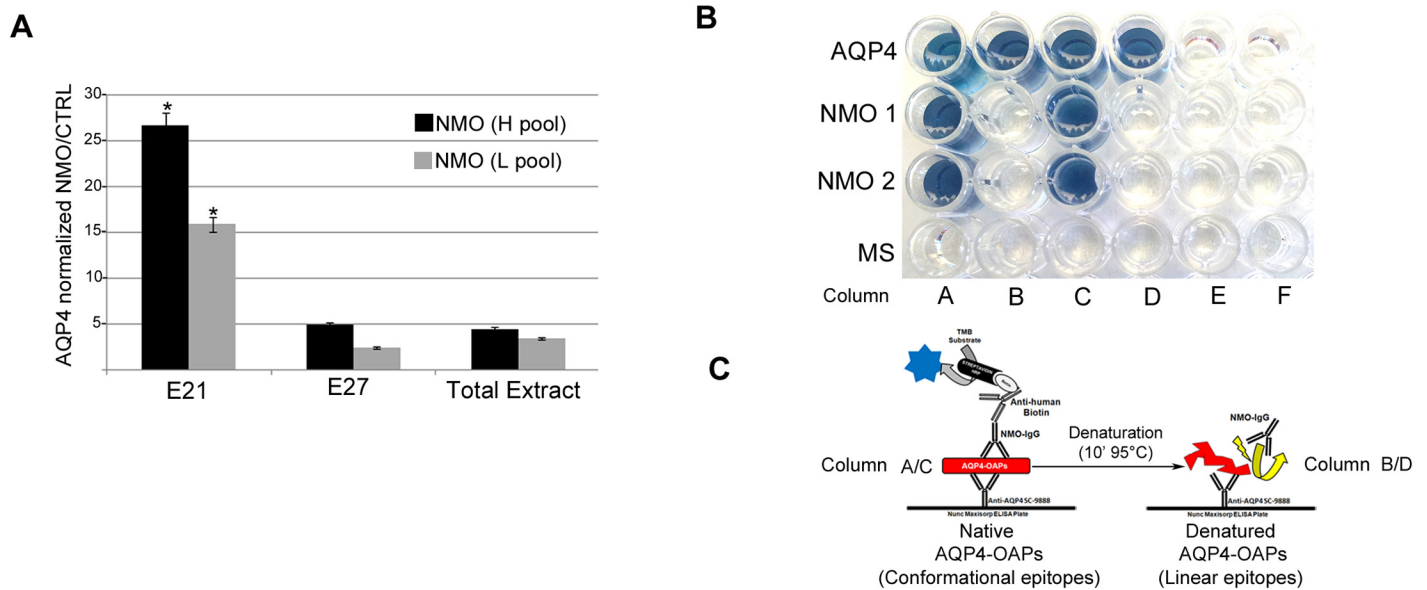 A
AQP4 normalized NMO/CTRL
30
25
20
15
10
5
*
*
NMO (H pool)
NMO (L pool)
E21
E27
Total Extract
B
AQP4
NMO 1
NMO 2
MS
Column
A
B
C
D
E
F
C
TMB
Substrate
STREPTAVIDIN
HRP
Biotin
Anti-human
Biotin
NMO-IgG
Column A/C
AQP4-OAPs
Anti-AQP4 SC-9888
Nunc Maxisorp ELISA Plate
Native
AQP4-OAPs
(Conformational epitopes)
Denaturation
(10' 95°C)
NMO-IgG
Column B/D
Anti-AQP4 SC-9888
Nunc Maxisorp ELISA Plate
Denatured
AQP4-OAPs
(Linear epitopes)